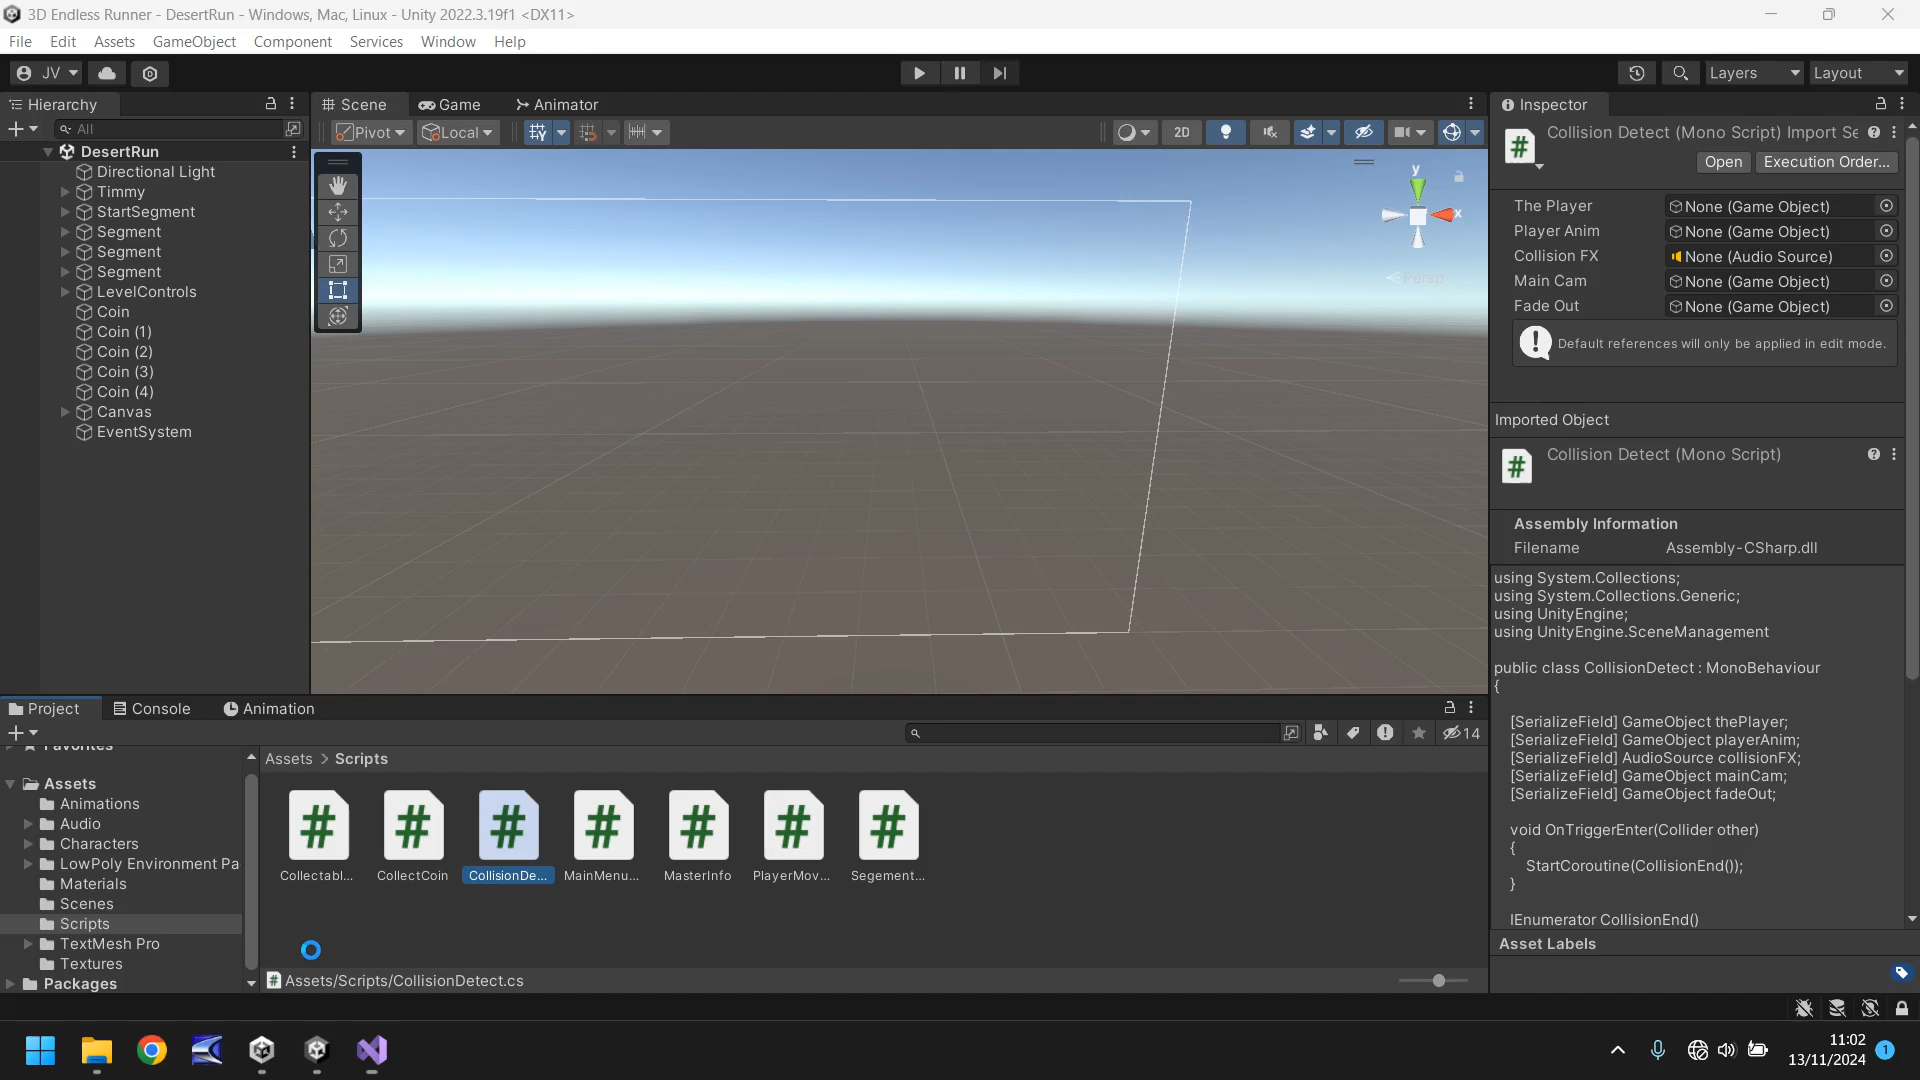 3D Endless Runner - DesertRun - Windows, Mac, Linux - Unity 2022.3.19f1 <DX11>
File Edit Assets GameObject Component Services Window Help
JV Layers Layout
Hierarchy
All
DesertRun
Directional Light
Timmy
StartSegment
Segment
Segment
Segment
LevelControls
Coin
Coin (1)
Coin (2)
Coin (3)
Coin (4)
Canvas
EventSystem
Scene Game Animator
Pivot Local 2D
y
x
Persp
Inspector
Collision Detect (Mono Script) Import Se
Open Execution Order...
The Player None (Game Object)
Player Anim None (Game Object)
Collision FX None (Audio Source)
Main Cam None (Game Object)
Fade Out None (Game Object)
Default references will only be applied in edit mode.
Imported Object
Collision Detect (Mono Script)
Assembly Information
Filename Assembly-CSharp.dll
using System.Collections;
using System.Collections.Generic;
using UnityEngine;
using UnityEngine.SceneManagement
public class CollisionDetect : MonoBehaviour
{
[SerializeField] GameObject thePlayer;
[SerializeField] GameObject playerAnim;
[SerializeField] AudioSource collisionFX;
[SerializeField] GameObject mainCam;
[SerializeField] GameObject fadeOut;
void OnTriggerEnter(Collider other)
{
StartCoroutine(CollisionEnd());
}
IEnumerator CollisionEnd()
Asset Labels
Project Console Animation
14
Favorites
Assets
Animations
Audio
Characters
LowPoly Environment Pa
Materials
Scenes
Scripts
TextMesh Pro
Textures
Packages
Assets > Scripts
Collectabl... CollectCoin CollisionDe... MainMenu... MasterInfo PlayerMov... Segement...
Assets/Scripts/CollisionDetect.cs
11:02
13/11/2024
1